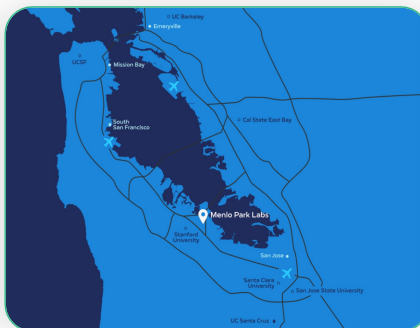 UC Berkeley
Emeryville
UCSF
Mission Bay
South
San Francisco
Cal State East Bay
Menlo Park Labs
Stanford
University
San Jose
Santa Clara
University
San Jose State University
UC Santa Cruz